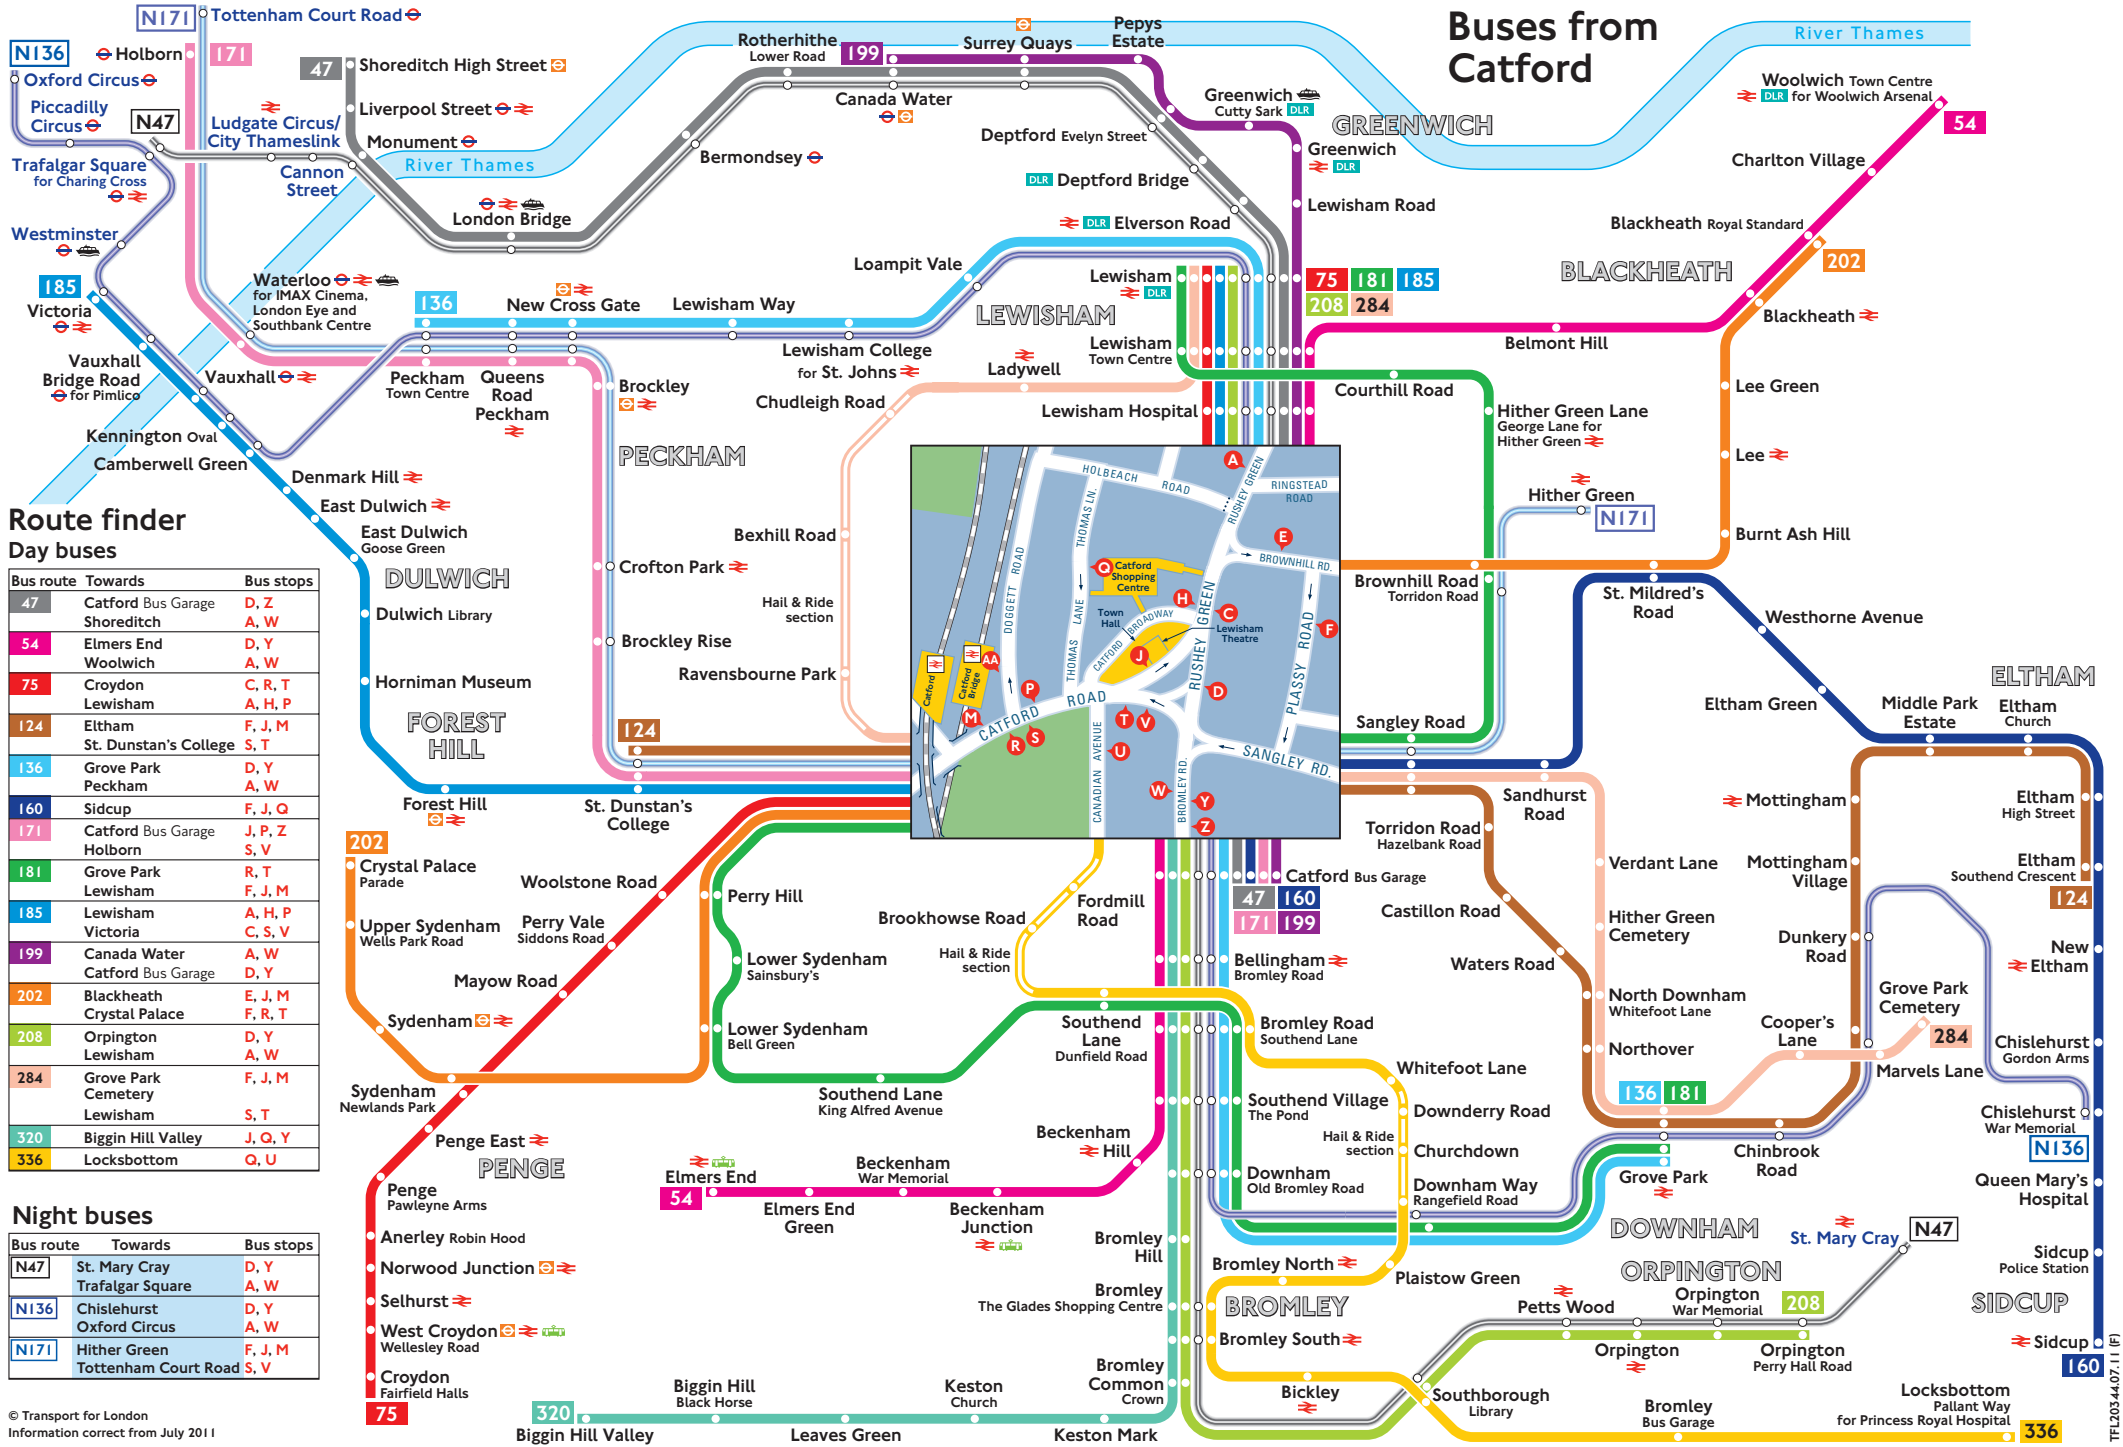 Buses from
Catford
N171
Tottenham Court Road
N136
Oxford Circus
Holborn
171
47
Shoreditch High Street
Piccadilly
Circus
N47
Ludgate Circus/
City Thameslink
Liverpool Street
Monument
Trafalgar Square
for Charing Cross
Cannon
Street
River Thames
Westminster
London Bridge
Bermondsey
Rotherhithe
Lower Road
199
Canada Water
Surrey Quays
Pepys
Estate
River Thames
Greenwich
Cutty Sark DLR
GREENWICH
Greenwich
DLR
Deptford Evelyn Street
DLR Deptford Bridge
Lewisham Road
DLR Elverson Road
Woolwich Town Centre
DLR for Woolwich Arsenal
54
Charlton Village
Blackheath Royal Standard
202
BLACKHEATH
Blackheath
Belmont Hill
185
Victoria
Waterloo
for IMAX Cinema,
London Eye and
Southbank Centre
136
New Cross Gate
Lewisham Way
Loampit Vale
Lewisham
DLR
75 181 185
208 284
LEWISHAM
Lewisham
Town Centre
Vauxhall
Bridge Road
for Pimlico
Vauxhall
Peckham
Town Centre
Queens
Road
Peckham
Brockley
Lewisham College
for St. Johns
Ladywell
Chudleigh Road
Lewisham Hospital
Courthill Road
Lee Green
Hither Green Lane
George Lane for
Hither Green
Kennington Oval
Camberwell Green
PECKHAM
Denmark Hill
East Dulwich
East Dulwich
Goose Green
DULWICH
Dulwich Library
Horniman Museum
FOREST
HILL
Forest Hill
Lee
Hither Green
N171
Burnt Ash Hill
Bexhill Road
Crofton Park
Hail & Ride
section
Brockley Rise
Ravensbourne Park
124
St. Dunstan's
College
HOLBEACH
ROAD
A
RUSHEY GREEN
RINGSTEAD
ROAD
THOMAS LN.
E
BROWNHILL RD.
DOGGETT ROAD
Q
Catford
Shopping
Centre
Town
Hall
BROADWAY
CATFORD
H
C
Lewisham
Theatre
F
J
THOMAS LANE
RUSHEY GREEN
PLASSY ROAD
Catford
Catford
Bridge
AA
P
M
CATFORD ROAD
R
S
T
V
U
D
CANADIAN AVENUE
SANGLEY RD.
BROMLEY RD.
W
Y
Z
Brownhill Road
Torridon Road
St. Mildred's
Road
Westhorne Avenue
Eltham Green
Middle Park
Estate
ELTHAM
Eltham
Church
Sangley Road
Sandhurst
Road
Mottingham
Eltham
High Street
Torridon Road
Hazelbank Road
Verdant Lane
Mottingham
Village
Eltham
Southend Crescent
124
Castillon Road
Hither Green
Cemetery
Dunkery
Road
New
Eltham
Waters Road
North Downham
Whitefoot Lane
Grove Park
Cemetery
284
Cooper's
Lane
Northover
Marvels Lane
Chislehurst
Gordon Arms
136 181
Chislehurst
War Memorial
N136
Chinbrook
Road
Grove Park
Queen Mary's
Hospital
DOWNHAM
St. Mary Cray
N47
Sidcup
Police Station
ORPINGTON
SIDCUP
Sidcup
160
Petts Wood
Orpington
War Memorial
208
Orpington
Orpington
Perry Hall Road
Southborough
Library
Bromley
Bus Garage
Locksbottom
Pallant Way
for Princess Royal Hospital
336
Catford Bus Garage
47 160
171 199
Fordmill
Road
Brookhowse Road
Hail & Ride
section
Bellingham
Bromley Road
Southend
Lane
Dunfield Road
Bromley Road
Southend Lane
Whitefoot Lane
Southend Village
The Pond
Downderry Road
Hail & Ride
section
Churchdown
Downham
Old Bromley Road
Downham Way
Rangefield Road
Bromley North
Plaistow Green
BROMLEY
Bromley South
Bickley
Bromley
Hill
Bromley
The Glades Shopping Centre
Bromley
Common
Crown
Keston Mark
Keston
Church
Leaves Green
Biggin Hill
Black Horse
Biggin Hill Valley
320
202
Crystal Palace
Parade
Upper Sydenham
Wells Park Road
Sydenham
Woolstone Road
Perry Vale
Siddons Road
Mayow Road
Perry Hill
Lower Sydenham
Sainsbury's
Lower Sydenham
Bell Green
Southend Lane
King Alfred Avenue
Sydenham
Newlands Park
Penge East
PENGE
Penge
Pawleyne Arms
Anerley Robin Hood
Norwood Junction
Selhurst
West Croydon
Wellesley Road
Croydon
Fairfield Halls
75
Elmers End
54
Elmers End
Green
Beckenham
War Memorial
Beckenham
Junction
Beckenham
Hill
Route finder
Day buses
Bus route Towards Bus stops
47 Catford Bus Garage D, Z
Shoreditch A, W
54 Elmers End D, Y
Woolwich A, W
75 Croydon C, R, T
Lewisham A, H, P
124 Eltham F, J, M
St. Dunstan's College S, T
136 Grove Park D, Y
Peckham A, W
160 Sidcup F, J, Q
171 Catford Bus Garage J, P, Z
Holborn S, V
181 Grove Park R, T
Lewisham F, J, M
185 Lewisham A, H, P
Victoria C, S, V
199 Canada Water A, W
Catford Bus Garage D, Y
202 Blackheath E, J, M
Crystal Palace F, R, T
208 Orpington D, Y
Lewisham A, W
284 Grove Park F, J, M
Cemetery
Lewisham S, T
320 Biggin Hill Valley J, Q, Y
336 Locksbottom Q, U
Night buses
Bus route Towards Bus stops
N47 St. Mary Cray D, Y
Trafalgar Square A, W
N136 Chislehurst D, Y
Oxford Circus A, W
N171 Hither Green F, J, M
Tottenham Court Road S, V
© Transport for London
Information correct from July 2011
TFL20344.07.11 (F)